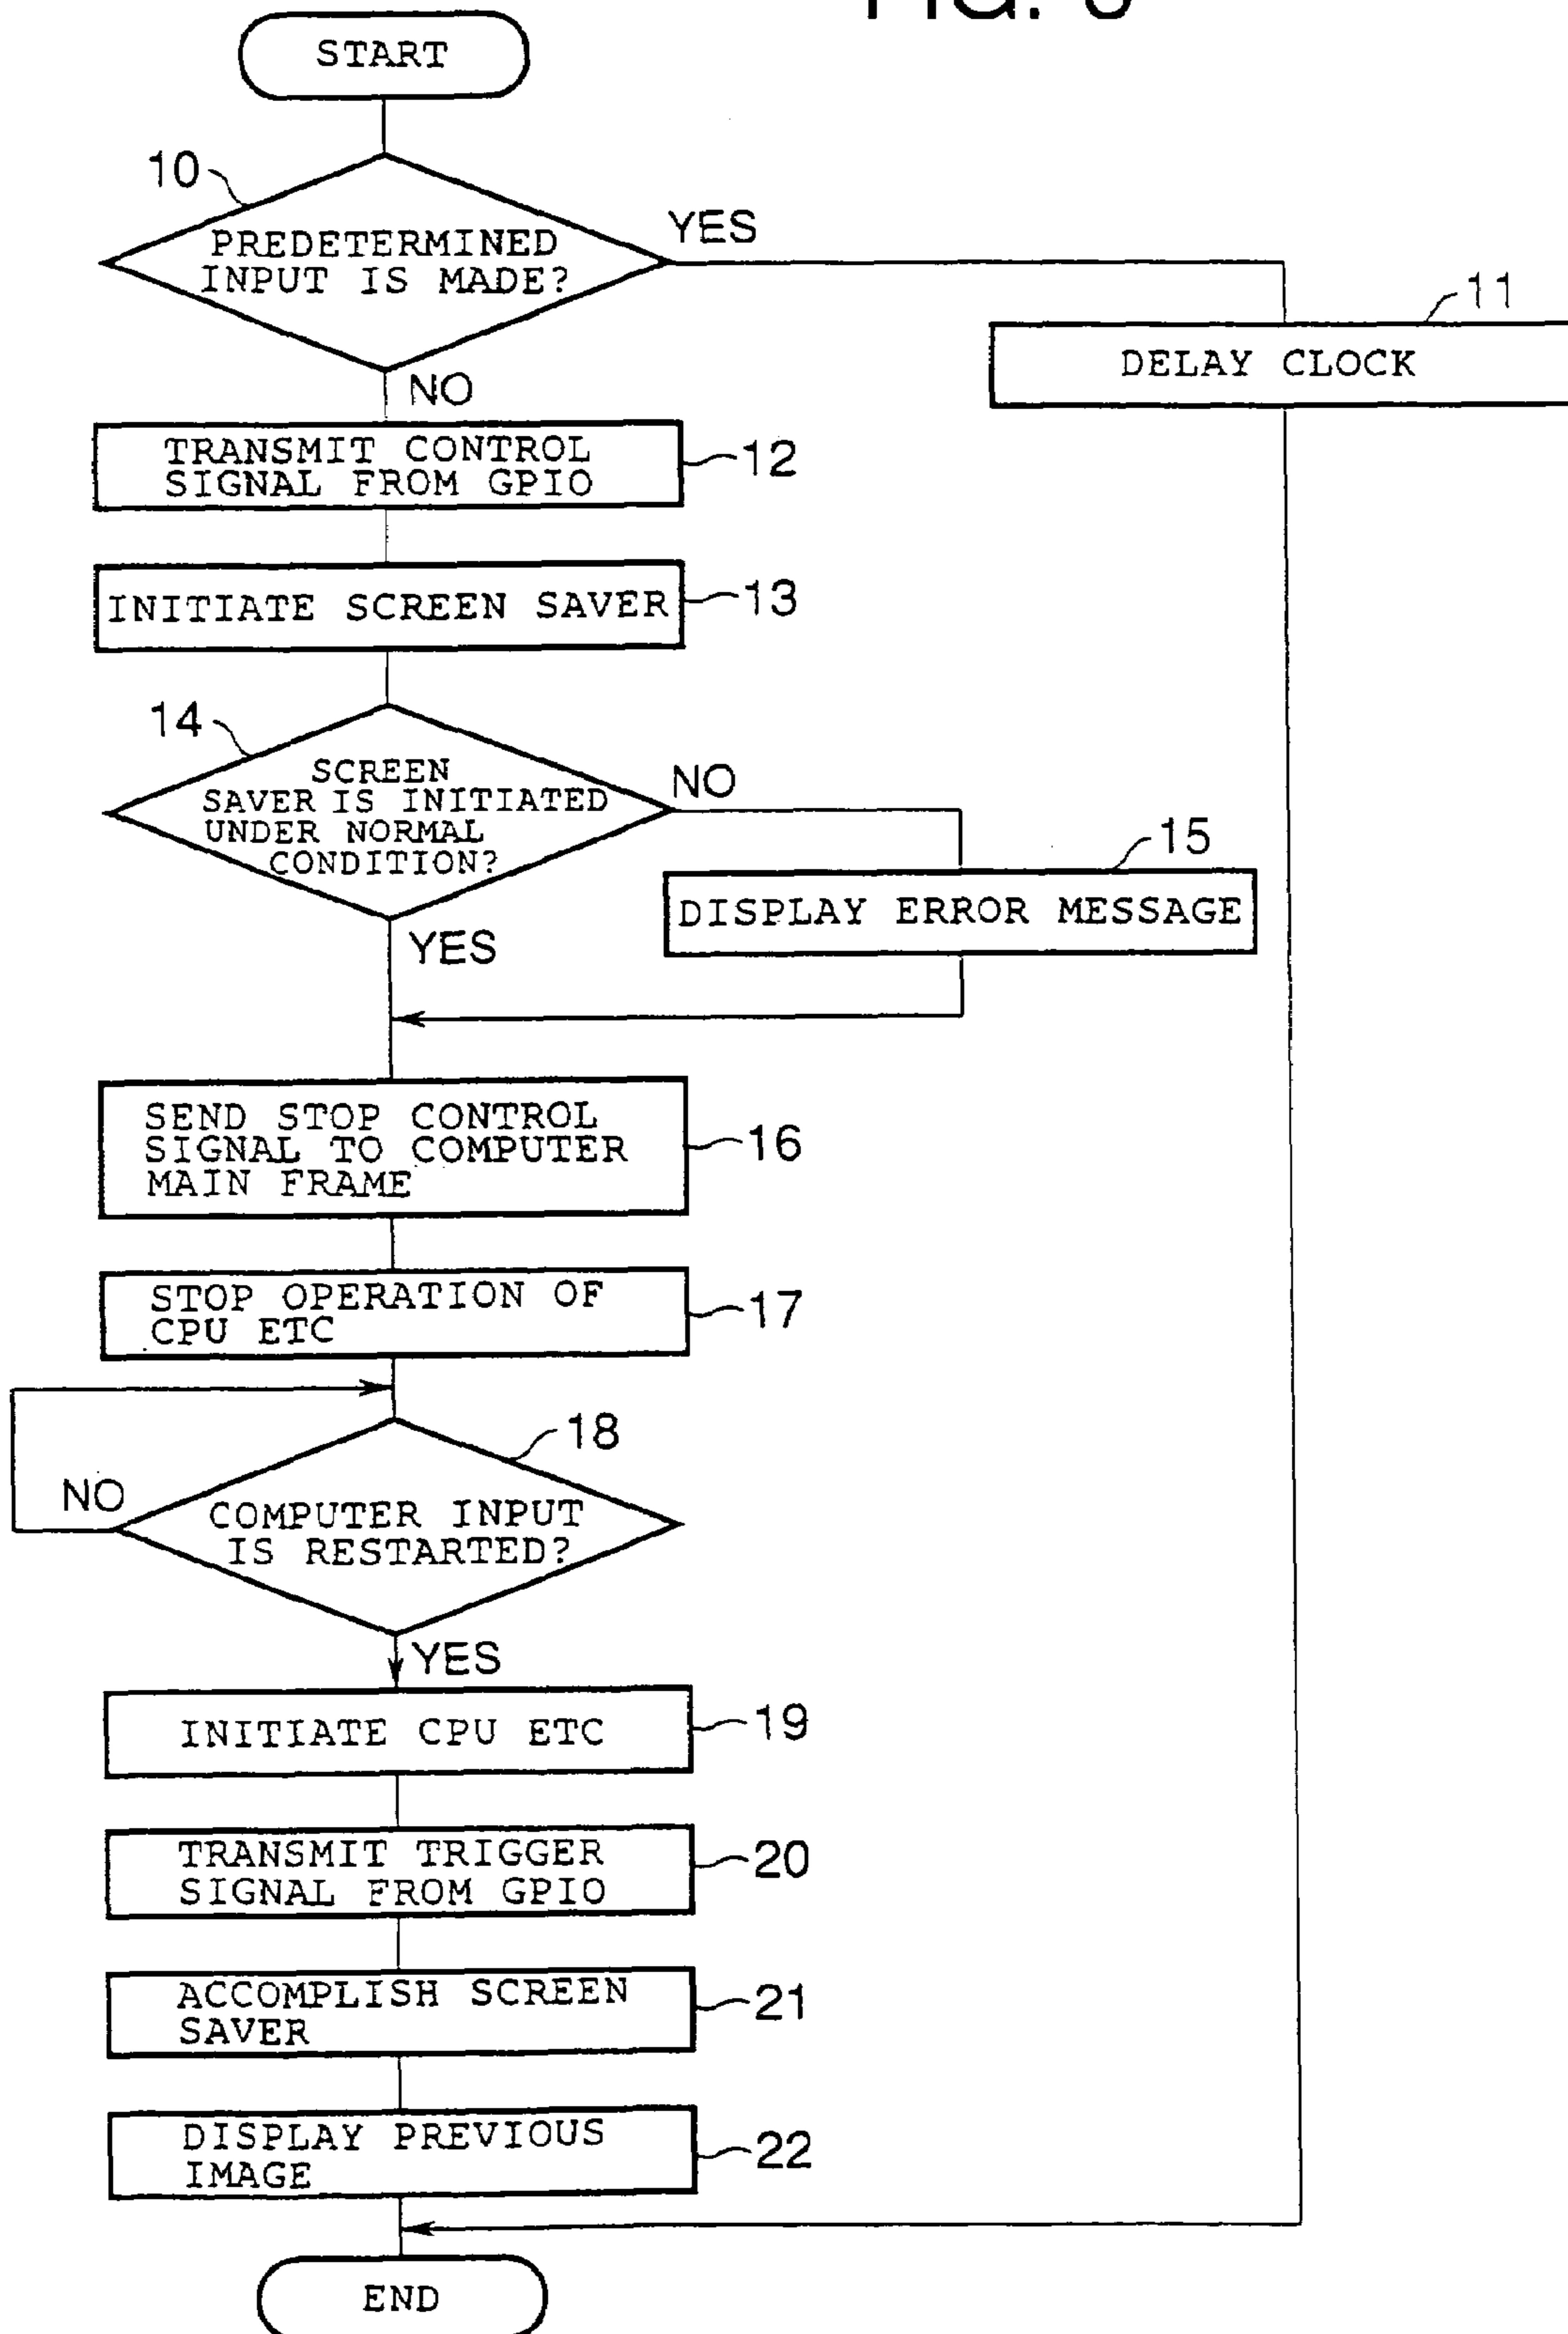 START
10
PREDETERMINED
INPUT IS MADE?
YES
11
DELAY CLOCK
NO
TRANSMIT CONTROL
SIGNAL FROM GPIO
12
INITIATE SCREEN SAVER
13
14
SCREEN
SAVER IS INITIATED
UNDER NORMAL
CONDITION?
NO
15
DISPLAY ERROR MESSAGE
YES
SEND STOP CONTROL
SIGNAL TO COMPUTER
MAIN FRAME
16
STOP OPERATION OF
CPU ETC
17
18
NO
COMPUTER INPUT
IS RESTARTED?
YES
INITIATE CPU ETC
19
TRANSMIT TRIGGER
SIGNAL FROM GPIO
20
ACCOMPLISH SCREEN
SAVER
21
DISPLAY PREVIOUS
IMAGE
22
END